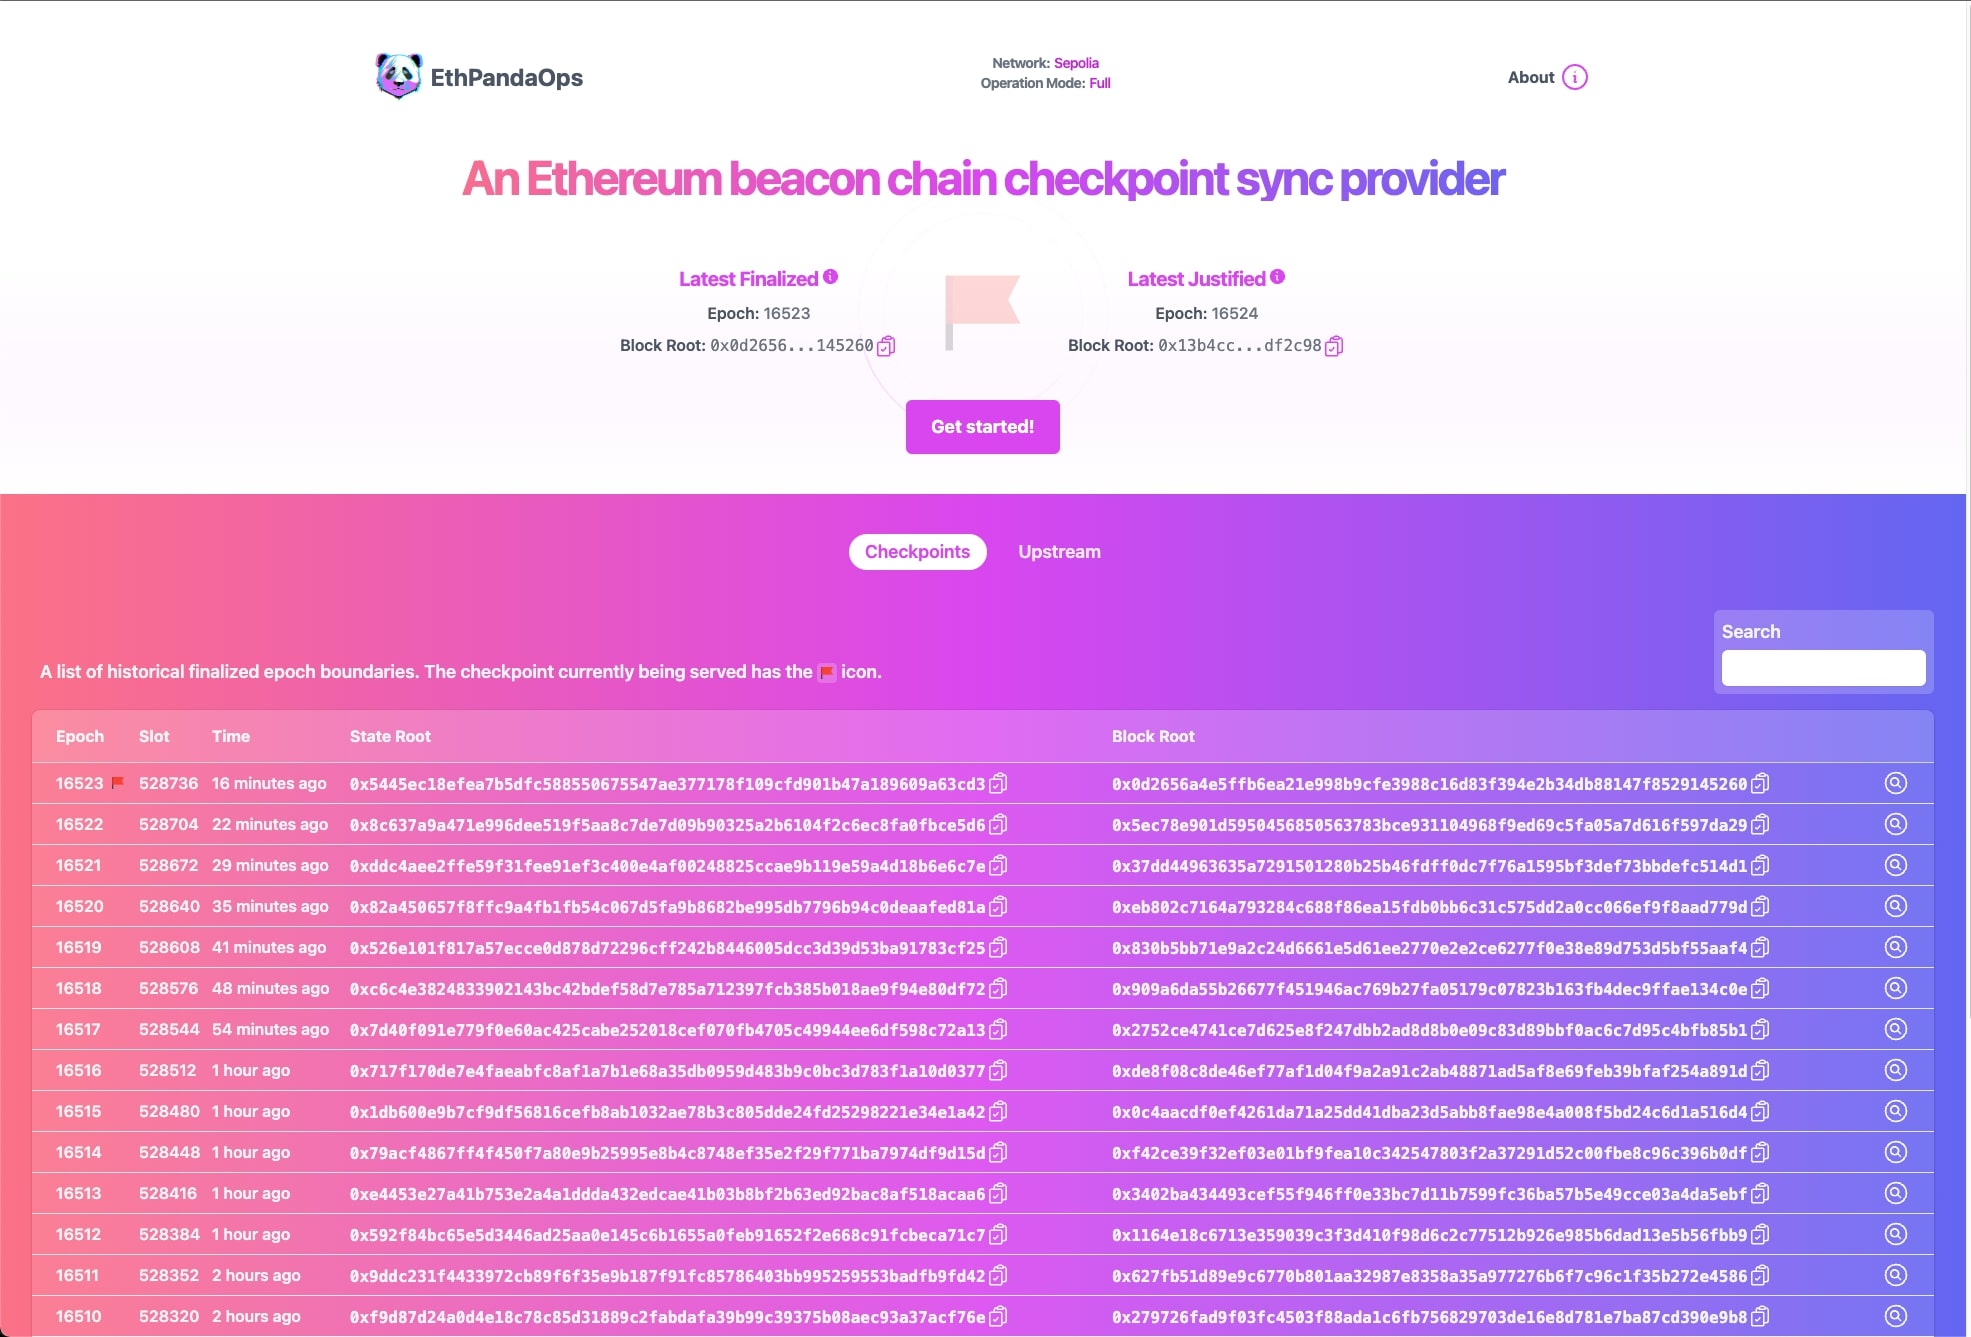 EthPandaOps
Network: Sepolia
Operation Mode: Full
About
An Ethereum beacon chain checkpoint sync provider
Latest Finalized
Epoch: 16523
Block Root: 0x0d2656...145260
Latest Justified
Epoch: 16524
Block Root: 0x13b4cc...df2c98
Get started!
Checkpoints Upstream
Search
A list of historical finalized epoch boundaries. The checkpoint currently being served has the icon.
Epoch Slot Time State Root Block Root
16523 528736 16 minutes ago 0x5445ec18efea7b5dfc588550675547ae377178f109cfd901b47a189609a63cd3 0x0d2656a4e5ffb6ea21e998b9cfe3988c16d83f394e2b34db88147f8529145260
16522 528704 22 minutes ago 0x8c637a9a471e996dee519f5aa8c7de7d09b90325a2b6104f2c6ec8fa0fbce5d6 0x5ec78e901d5950456850563783bce931104968f9ed69c5fa05a7d616f597da29
16521 528672 29 minutes ago 0xddc4aee2ffe59f31fee91ef3c400e4af00248825ccae9b119e59a4d18b6e6c7e 0x37dd44963635a7291501280b25b46fdff0dc7f76a1595bf3def73bbdefc514d1
16520 528640 35 minutes ago 0x82a450657f8ffc9a4fb1fb54c067d5fa9b8682be995db7796b94c0deaafed81a 0xeb802c7164a793284c688f86ea15fdb0bb6c31c575dd2a0cc066ef9f8aad779d
16519 528608 41 minutes ago 0x526e101f817a57ecce0d878d72296cff242b8446005dcc3d39d53ba91783cf25 0x830b5bb71e9a2c24d6661e5d61ee2770e2e2ce6277f0e38e89d753d5bf55aaf4
16518 528576 48 minutes ago 0xc6c4e3824833902143bc42bdef58d7e785a712397fcb385b018ae9f94e80df72 0x909a6da55b26677f451946ac769b27fa05179c07823b163fb4dec9ffae134c0e
16517 528544 54 minutes ago 0x7d40f091e779f0e60ac425cabe252018cef070fb4705c49944ee6df598c72a13 0x2752ce4741ce7d625e8f247dbb2ad8d8b0e09c83d89bbf0ac6c7d95c4bfb85b1
16516 528512 1 hour ago 0x717f170de7e4faeabfc8af1a7b1e68a35db0959d483b9c0bc3d783f1a10d0377 0xde8f08c8de46ef77af1d04f9a2a91c2ab48871ad5af8e69feb39bfaf254a891d
16515 528480 1 hour ago 0x1db600e9b7cf9df56816cefb8ab1032ae78b3c805dde24fd25298221e34e1a42 0x0c4aacdf0ef4261da71a25dd41dba23d5abb8fae98e4a008f5bd24c6d1a516d4
16514 528448 1 hour ago 0x79acf4867ff4f450f7a80e9b25995e8b4c8748ef35e2f29f771ba7974df9d15d 0xf42ce39f32ef03e01bf9fea10c342547803f2a37291d52c00fbe8c96c396b0df
16513 528416 1 hour ago 0xe4453e27a41b753e2a4a1ddda432edcae41b03b8bf2b63ed92bac8af518acaa6 0x3402ba434493cef55f946ff0e33bc7d11b7599fc36ba57b5e49cce03a4da5ebf
16512 528384 1 hour ago 0x592f84bc65e5d3446ad25aa0e145c6b1655a0feb91652f2e668c91fcbeca71c7 0x1164e18c6713e359039c3f3d410f98d6c2c77512b926e985b6dad13e5b56fbb9
16511 528352 2 hours ago 0x9ddc231f4433972cb89f6f35e9b187f91fc85786403bb995259553badfb9fd42 0x627fb51d89e9c6770b801aa32987e8358a35a977276b6f7c96c1f35b272e4586
16510 528320 2 hours ago 0xf9d87d24a0d4e18c78c85d31889c2fabdafa39b99c39375b08aec93a37acf76e 0x279726fad9f03fc4503f88ada1c6fb756829703de16e8d781e7ba87cd390e9b8